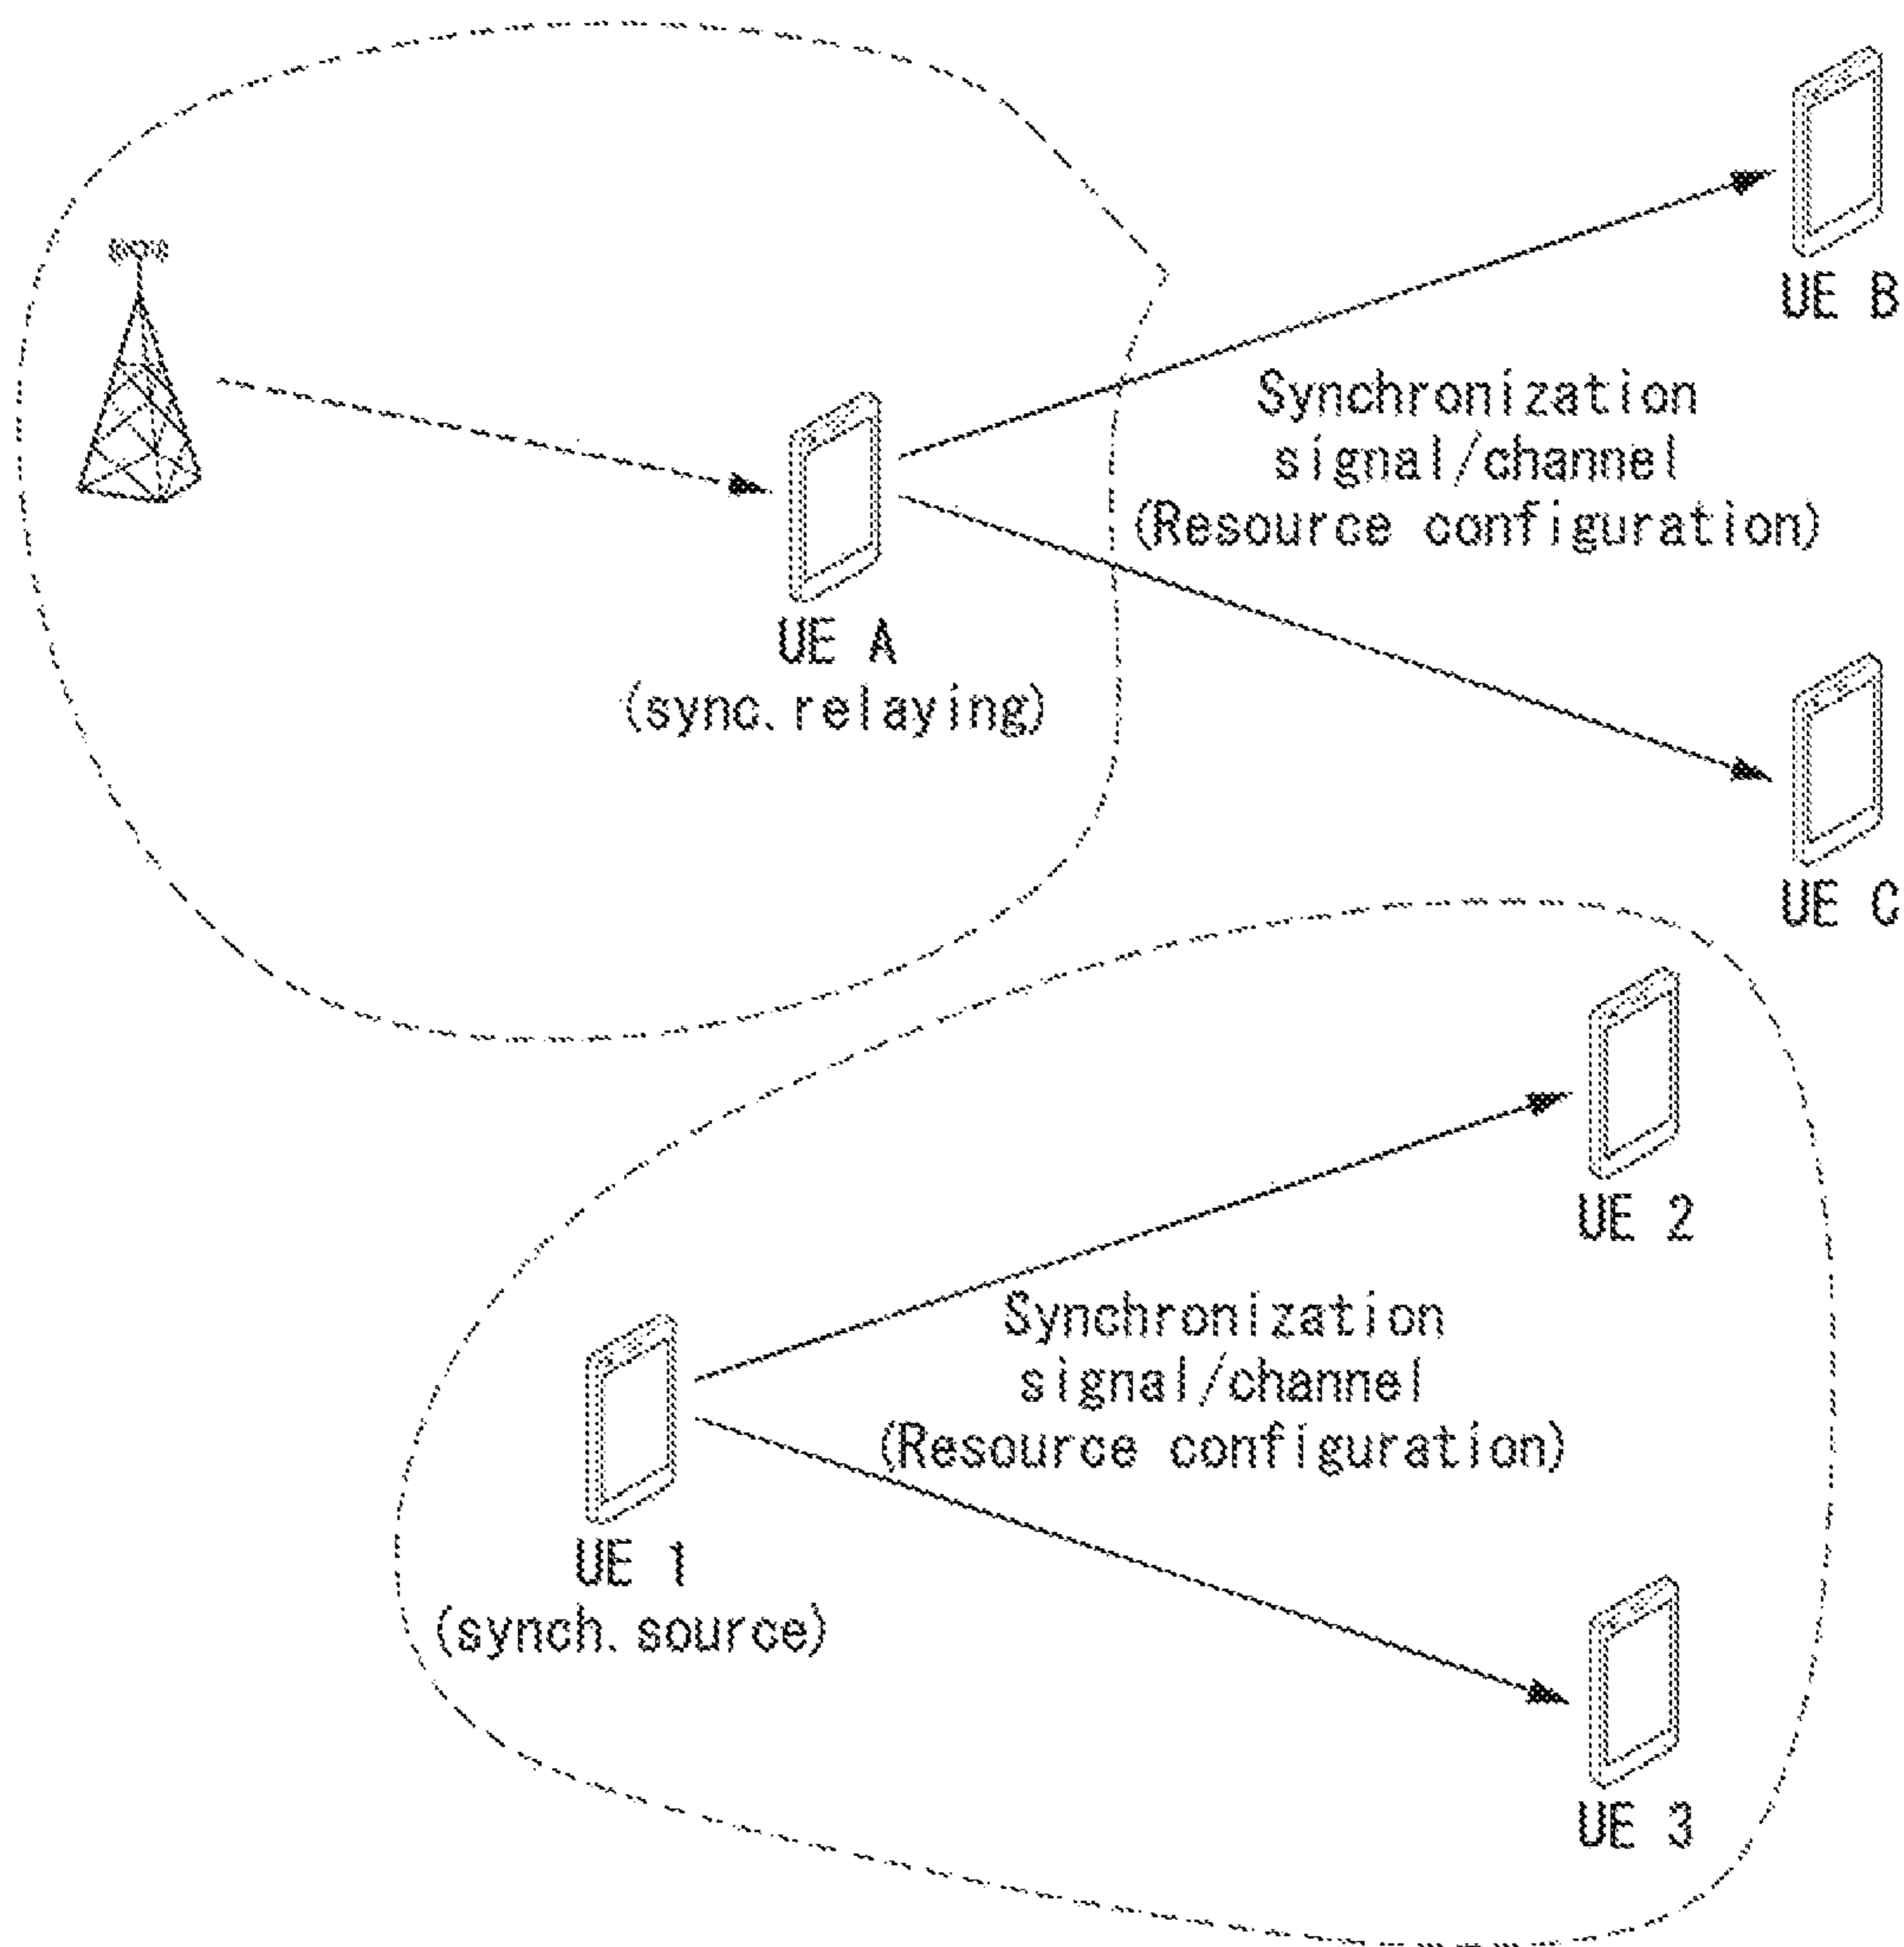 UE B
Synchronization
signal/channel
(Resource configuration)
UE A
(sync. relaying)
UE C
UE 2
Synchronization
signal/channel
(Resource configuration)
UE 1
(synch. source)
UE 3